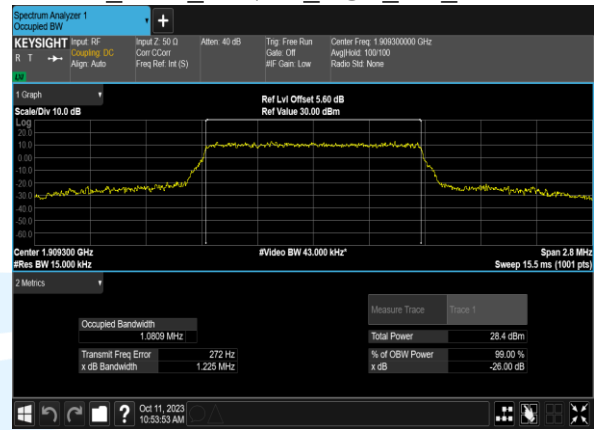 Spectrum Analyzer 1
Occupied BW
+
KEYSIGHT Input: RF Input Z: 50 Ω Atten: 40 dB Trig: Free Run Center Freq: 1.909300000 GHz
R T Coupling: DC Corr CCorr Gate: Off Avg|Hold: 100/100
Align: Auto Freq Ref: Int (S) #IF Gain: Low Radio Std: None
1 Graph
Ref Lvl Offset 5.60 dB
Scale/Div 10.0 dB Ref Value 30.00 dBm
Log
20.0
10.0
0.00
-10.0
-20.0
-30.0
-40.0
-50.0
-60.0
Center 1.909300 GHz #Video BW 43.000 kHz* Span 2.8 MHz
#Res BW 15.000 kHz Sweep 15.5 ms (1001 pts)
2 Metrics
Measure Trace Trace 1
Occupied Bandwidth
1.0809 MHz Total Power 28.4 dBm
Transmit Freq Error 272 Hz % of OBW Power 99.00 %
x dB Bandwidth 1.225 MHz x dB -26.00 dB
? Oct 11, 2023
10:53:53 AM